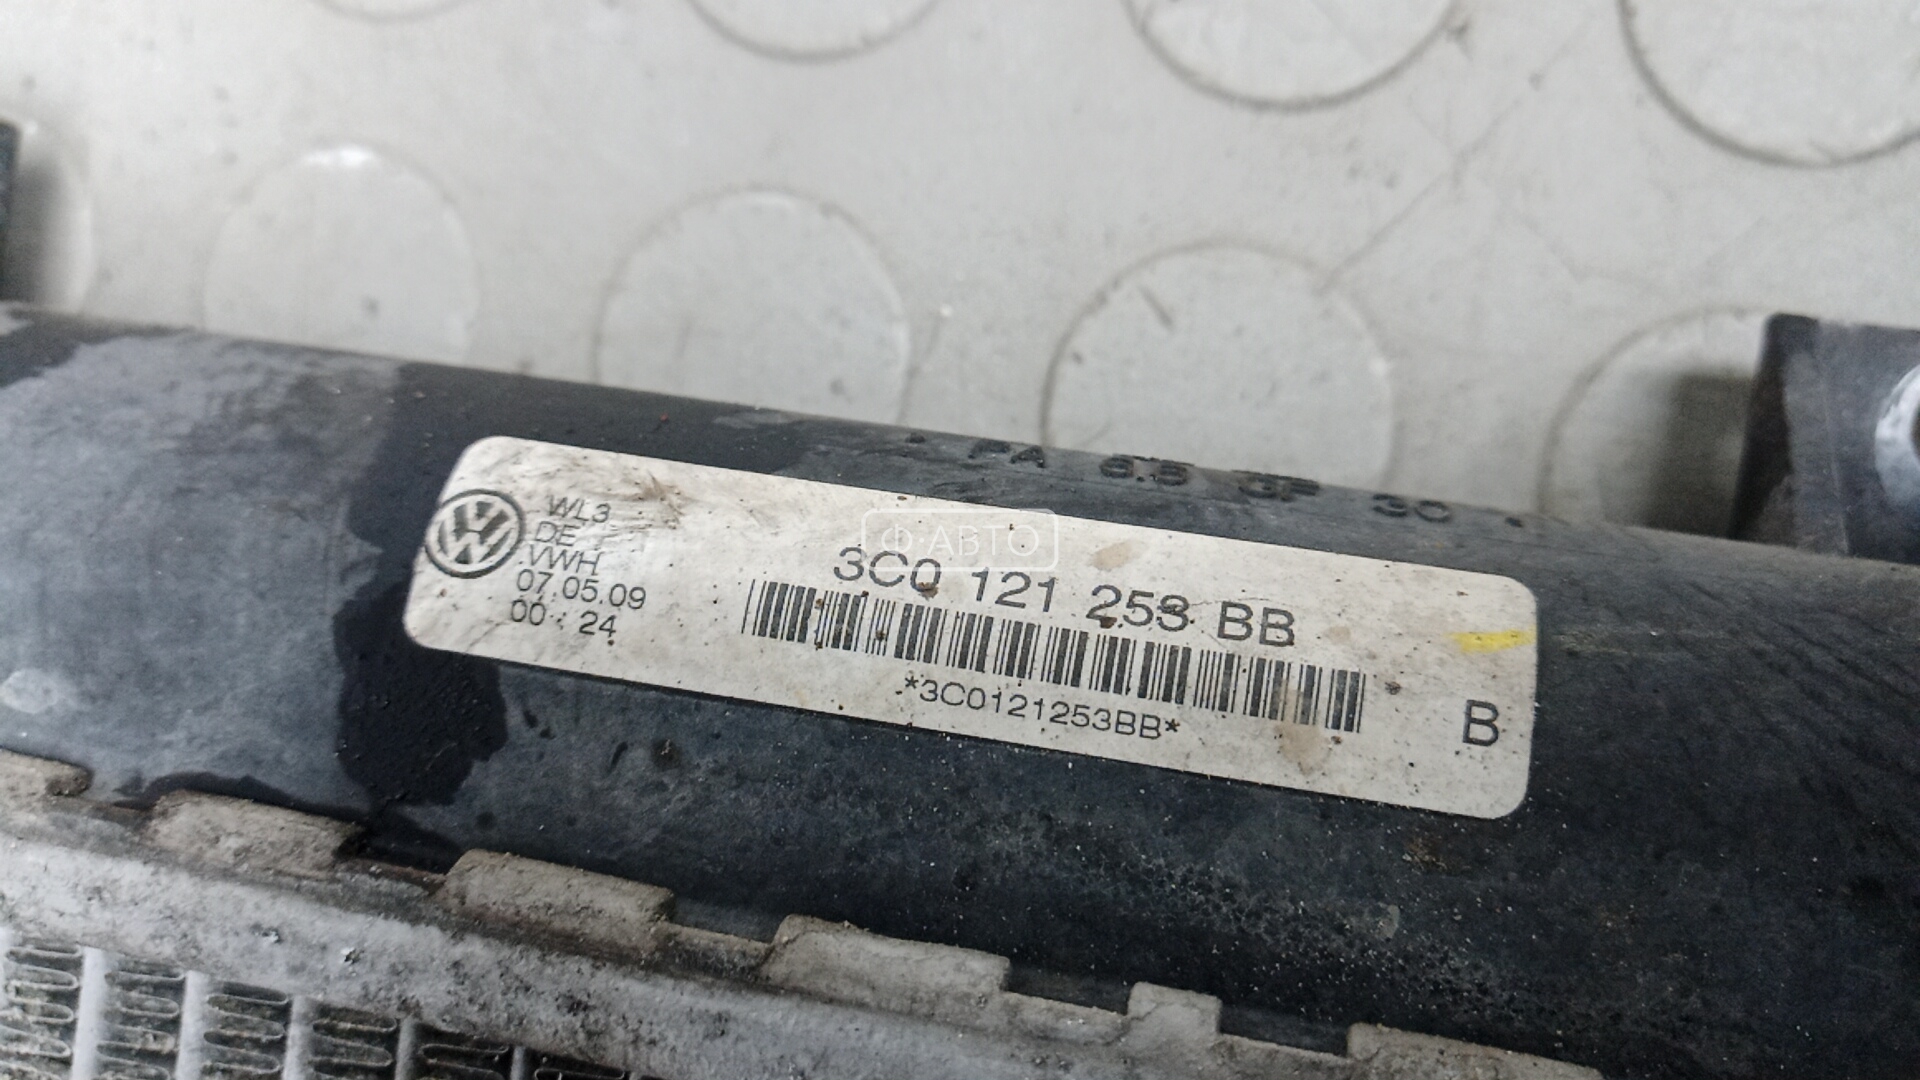 PA 6.6 GF 30
WL3
DE
VWH
07.05.09
00:24
Ф·АВТО
3C0 121 253 BB
*3C0121253BB*
B